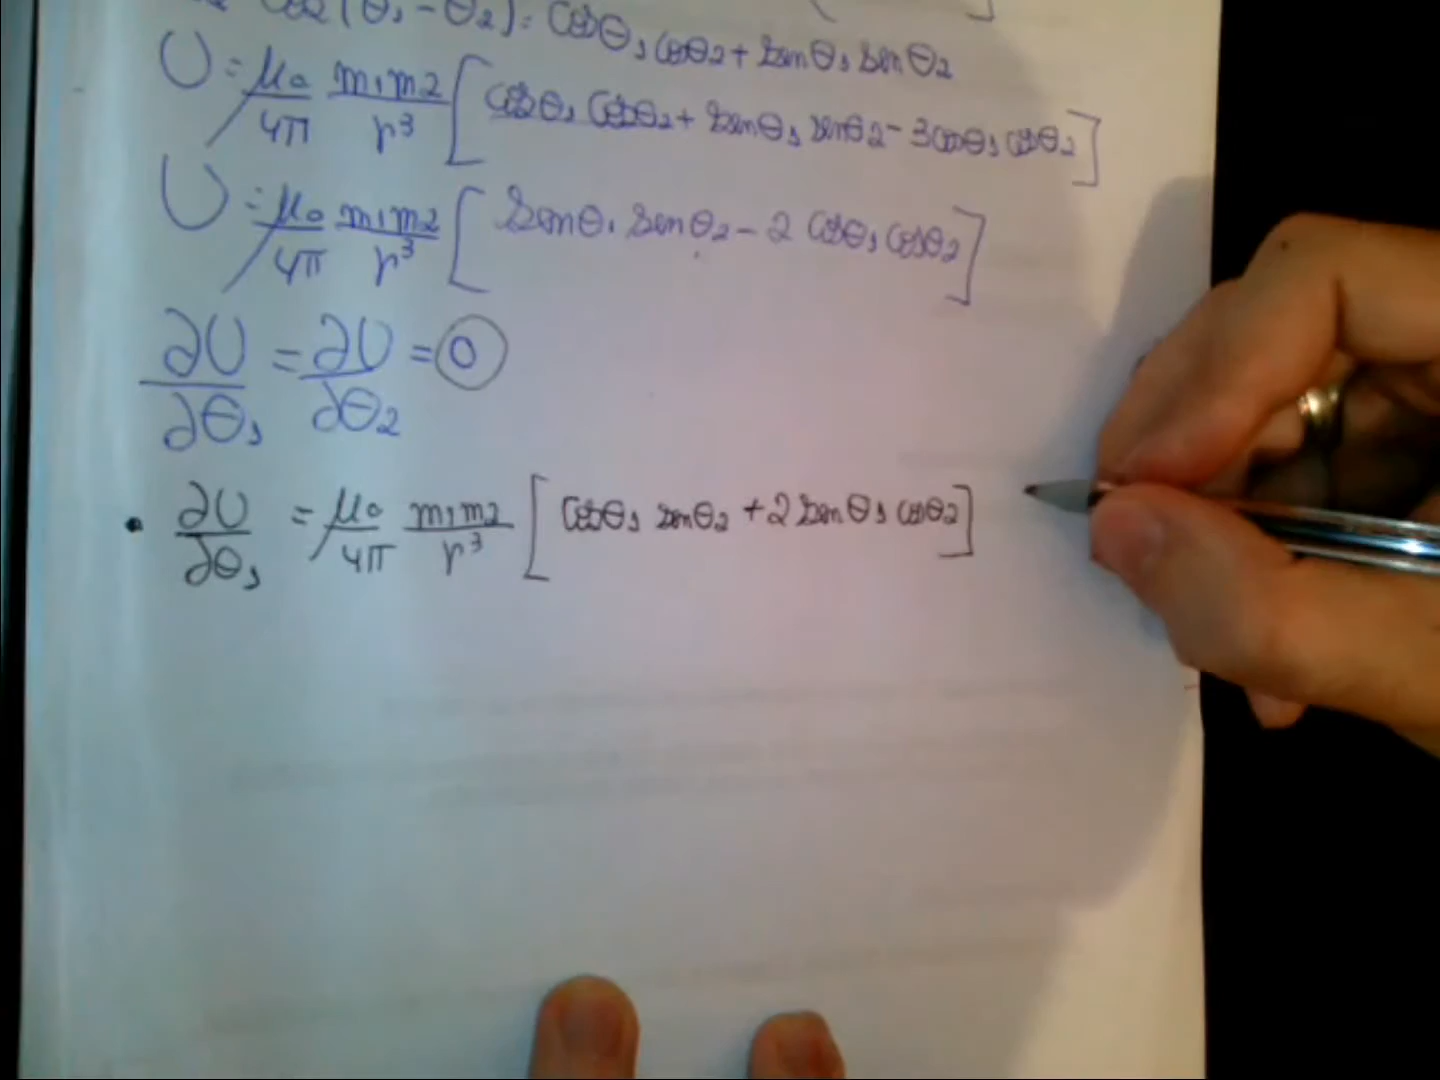 (θ₁ - θ₂) = Cosθ₁ Cosθ₂ + Senθ₁ Senθ₂
U = μ₀/4π m₁m₂/r³ [Cosθ₁ Cosθ₂ + Senθ₁ Senθ₂ - 3Cosθ₁ Cosθ₂]
U = μ₀/4π m₁m₂/r³ [Senθ₁ Senθ₂ - 2 Cosθ₁ Cosθ₂]
∂U/∂θ₁ = ∂U/∂θ₂ = 0
• ∂U/∂θ₁ = μ₀/4π m₁m₂/r³ [Cosθ₁ Senθ₂ + 2 Senθ₁ Cosθ₂]